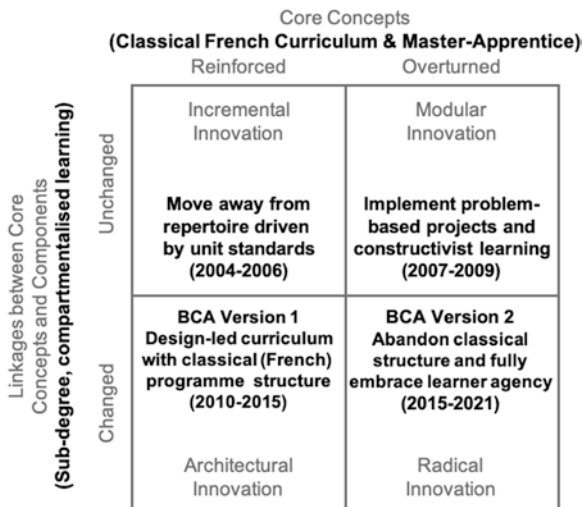 Core Concepts
(Classical French Curriculum & Master-Apprentice)
Reinforced
Overturned
Linkages between Core
Concepts and Components
(Sub-degree, compartmentalised learning)
Unchanged
Changed
Incremental
Innovation
Move away from
repertoire driven
by unit standards
(2004-2006)
Modular
Innovation
Implement problem-
based projects and
constructivist learning
(2007-2009)
BCA Version 1
Design-led curriculum
with classical (French)
programme structure
(2010-2015)
Architectural
Innovation
BCA Version 2
Abandon classical
structure and fully
embrace learner agency
(2015-2021)
Radical
Innovation